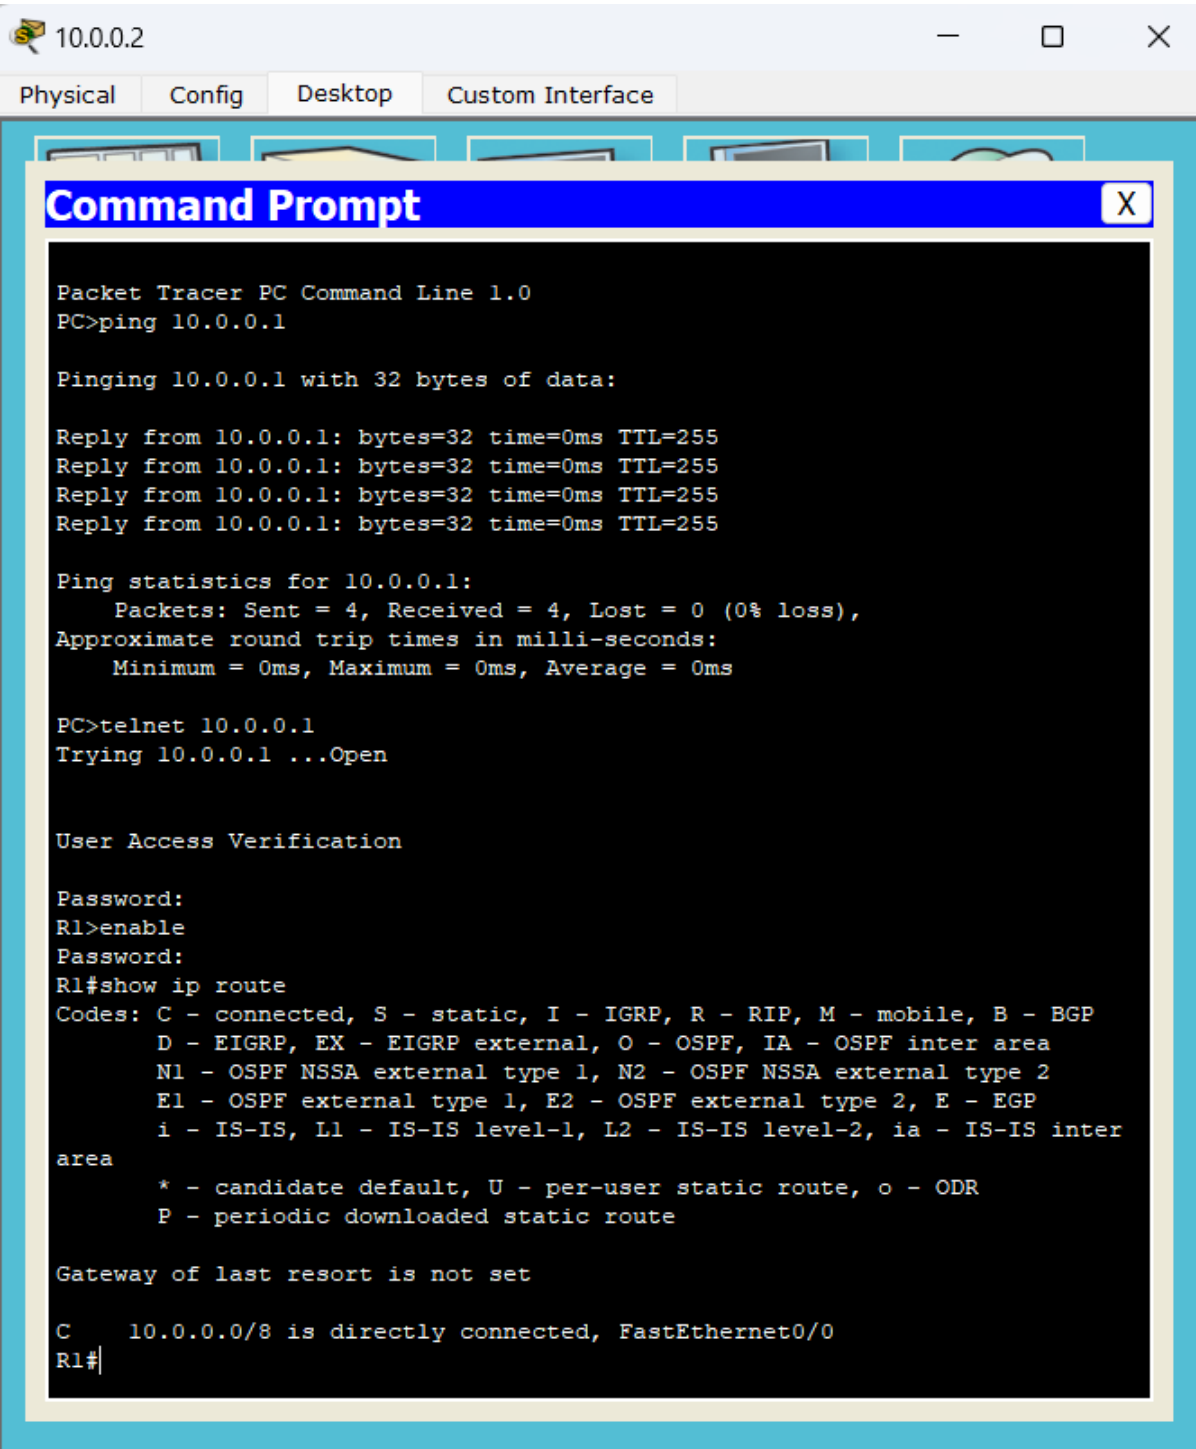 10.0.0.2
Physical Config Desktop Custom Interface
Command Prompt X
Packet Tracer PC Command Line 1.0
PC>ping 10.0.0.1
Pinging 10.0.0.1 with 32 bytes of data:
Reply from 10.0.0.1: bytes=32 time=0ms TTL=255
Reply from 10.0.0.1: bytes=32 time=0ms TTL=255
Reply from 10.0.0.1: bytes=32 time=0ms TTL=255
Reply from 10.0.0.1: bytes=32 time=0ms TTL=255
Ping statistics for 10.0.0.1:
Packets: Sent = 4, Received = 4, Lost = 0 (0% loss),
Approximate round trip times in milli-seconds:
Minimum = 0ms, Maximum = 0ms, Average = 0ms
PC>telnet 10.0.0.1
Trying 10.0.0.1 ...Open
User Access Verification
Password:
R1>enable
Password:
R1#show ip route
Codes: C - connected, S - static, I - IGRP, R - RIP, M - mobile, B - BGP
D - EIGRP, EX - EIGRP external, O - OSPF, IA - OSPF inter area
N1 - OSPF NSSA external type 1, N2 - OSPF NSSA external type 2
E1 - OSPF external type 1, E2 - OSPF external type 2, E - EGP
i - IS-IS, L1 - IS-IS level-1, L2 - IS-IS level-2, ia - IS-IS inter
area
* - candidate default, U - per-user static route, o - ODR
P - periodic downloaded static route
Gateway of last resort is not set
C 10.0.0.0/8 is directly connected, FastEthernet0/0
R1#